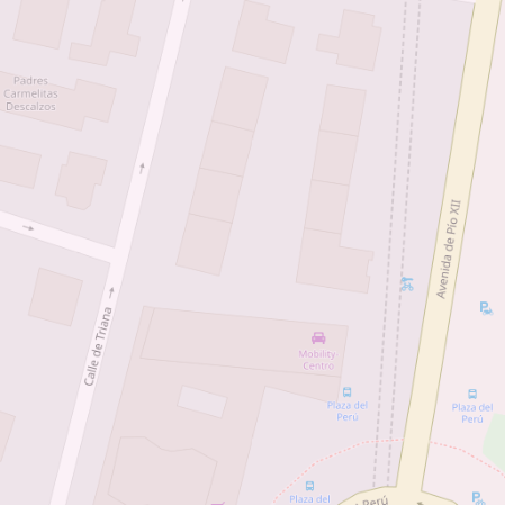 Padres
Carmelitas
Descalzos
Avenida de Pío XII
Calle de Triana
Mobility
Centro
Plaza del
Perú
Plaza del
Perú
Plaza del
Perú